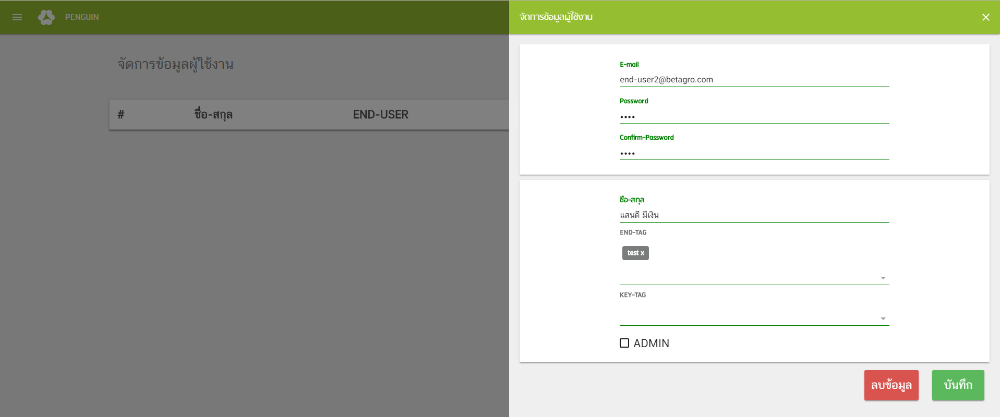 PENGUIN
จัดการข้อมูลผู้ใช้งาน
# ชื่อ-สกุล END-USER
จัดการข้อมูลผู้ใช้งาน
E-mail
end-user2@betagro.com
Password
••••
Confirm-Password
••••
ชื่อ-สกุล
แสนดี มีเงิน
END-TAG
test x
KEY-TAG
ADMIN
ลบข้อมูล บันทึก